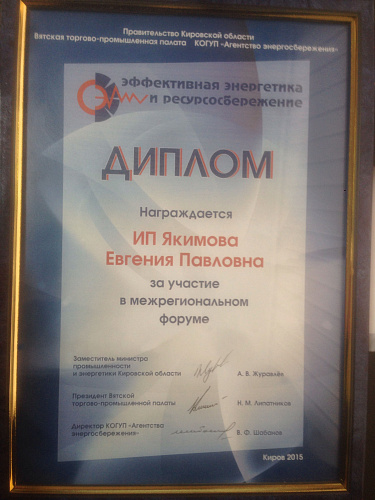 Правительство Кировской области
Вятская торгово-промышленная палата КОГУП «Агентство энергосбережения»
ЭФФЕКТИВНАЯ ЭНЕРГЕТИКА
И РЕСУРСОСБЕРЕЖЕНИЕ
ДИПЛОМ
Награждается
ИП Якимова
Евгения Павловна
за участие
в межрегиональном
форуме
Заместитель министра
промышленности
и энергетики Кировской области А. В. Журавлёв
Президент Вятской
торгово-промышленной палаты Н. М. Липатников
Директор КОГУП «Агентство
энергосбережения» В. Ф. Шабанов
Киров 2015